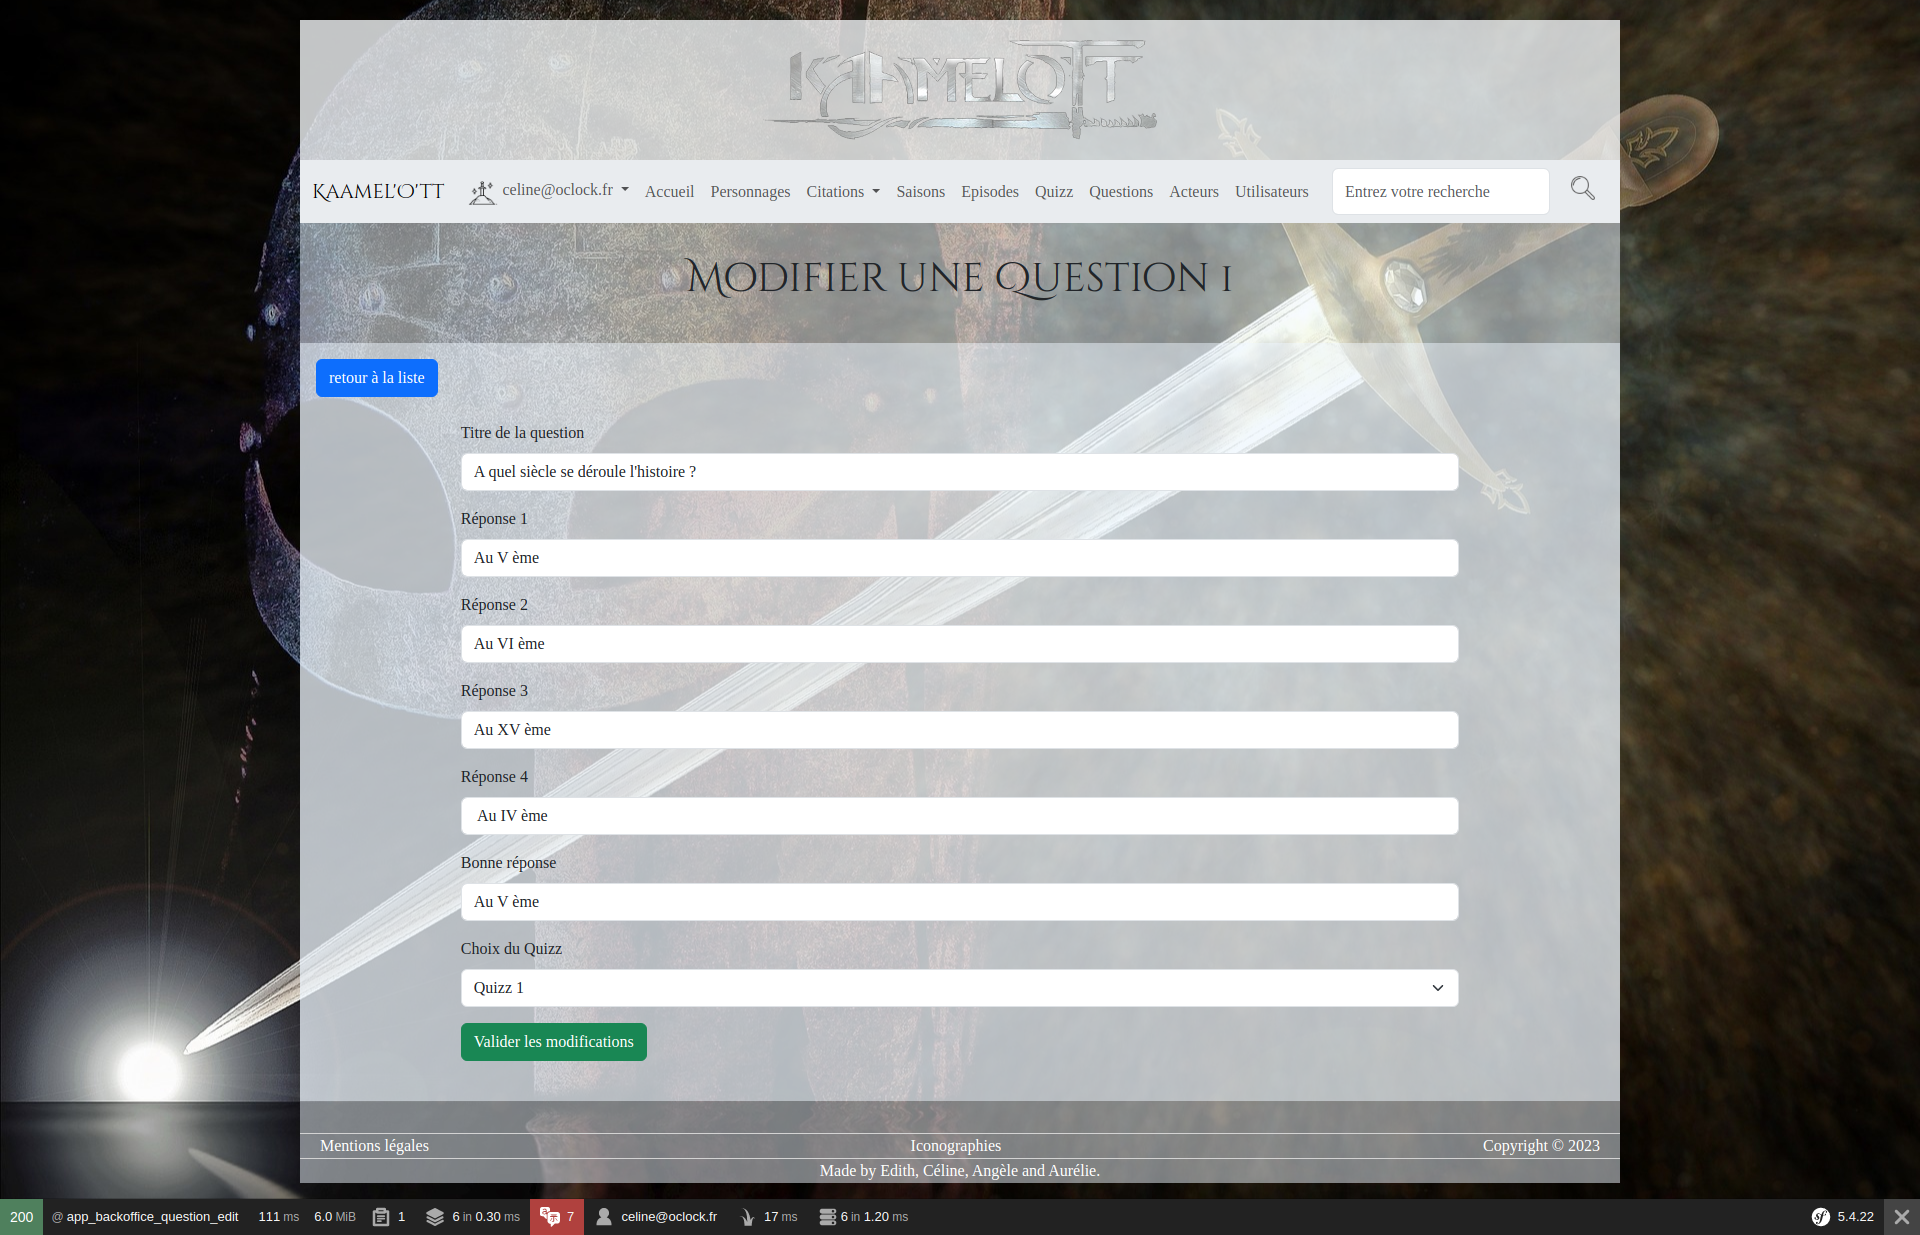 KAAMELOTT
KAAMEL'O'TT
celine@oclock.fr
Accueil
Personnages
Citations
Saisons
Episodes
Quizz
Questions
Acteurs
Utilisateurs
Entrez votre recherche
Modifier une Question 1
retour à la liste
Titre de la question
A quel siècle se déroule l'histoire ?
Réponse 1
Au V ème
Réponse 2
Au VI ème
Réponse 3
Au XV ème
Réponse 4
Au IV ème
Bonne réponse
Au V ème
Choix du Quizz
Quizz 1
Valider les modifications
Mentions légales
Iconographies
Copyright © 2023
Made by Edith, Céline, Angèle and Aurélie.
200
@ app_backoffice_question_edit
111 ms
6.0 MiB
1
6 in 0.30 ms
7
celine@oclock.fr
17 ms
6 in 1.20 ms
sf
5.4.22